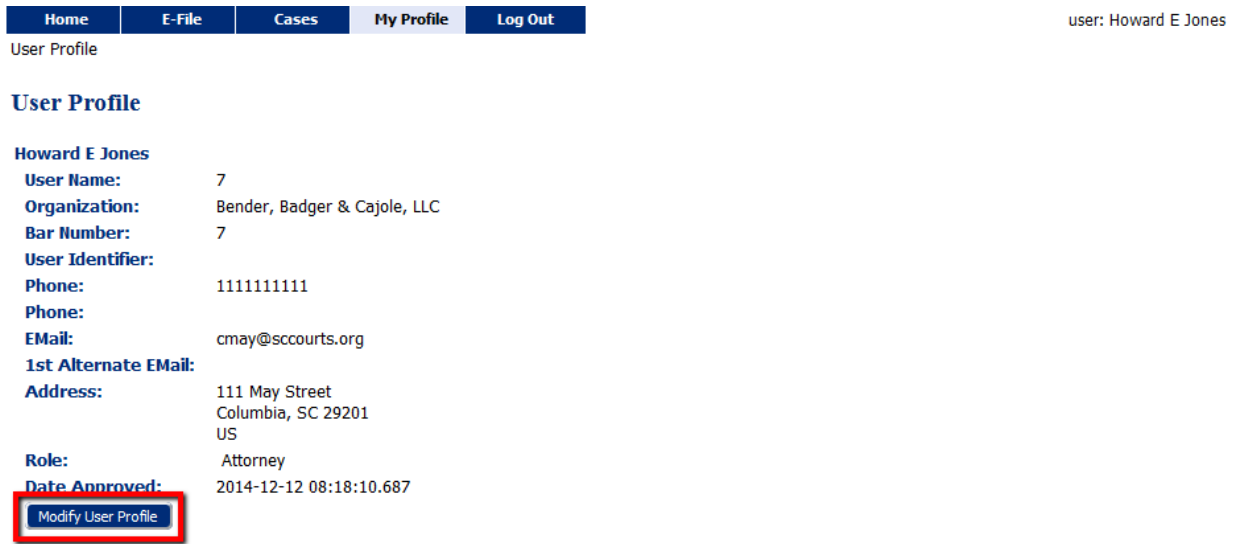 Home E-File Cases My Profile Log Out user: Howard E Jones
User Profile
User Profile
Howard E Jones
User Name: 7
Organization: Bender, Badger & Cajole, LLC
Bar Number: 7
User Identifier:
Phone: 1111111111
Phone:
EMail: cmay@sccourts.org
1st Alternate EMail:
Address: 111 May Street
Columbia, SC 29201
US
Role: Attorney
Date Approved: 2014-12-12 08:18:10.687
Modify User Profile